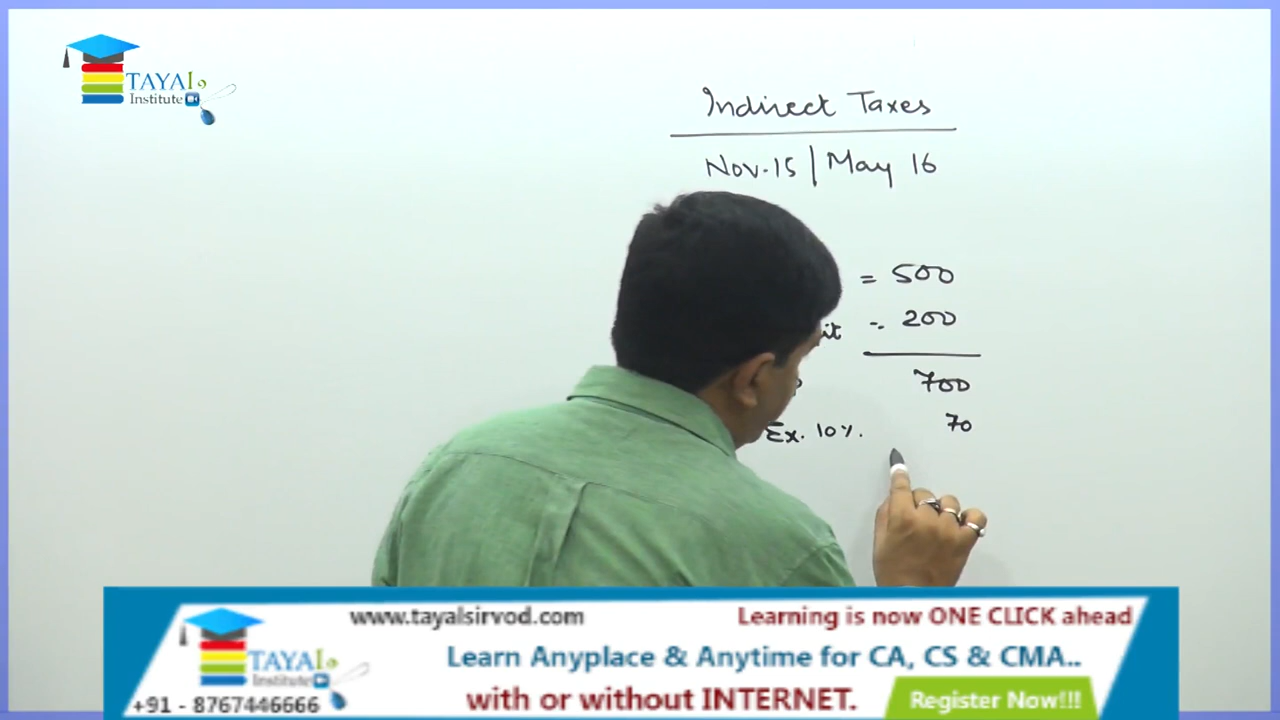 TAYAL
Institute
Indirect Taxes
Nov-15 | May 16
= 500
it = 200
700
Ex. 10%. 70
www.tayalsirvod.com Learning is now ONE CLICK ahead
TAYAL
Institute
Learn Anyplace & Anytime for CA, CS & CMA..
+91 - 8767446666
with or without INTERNET.
Register Now!!!